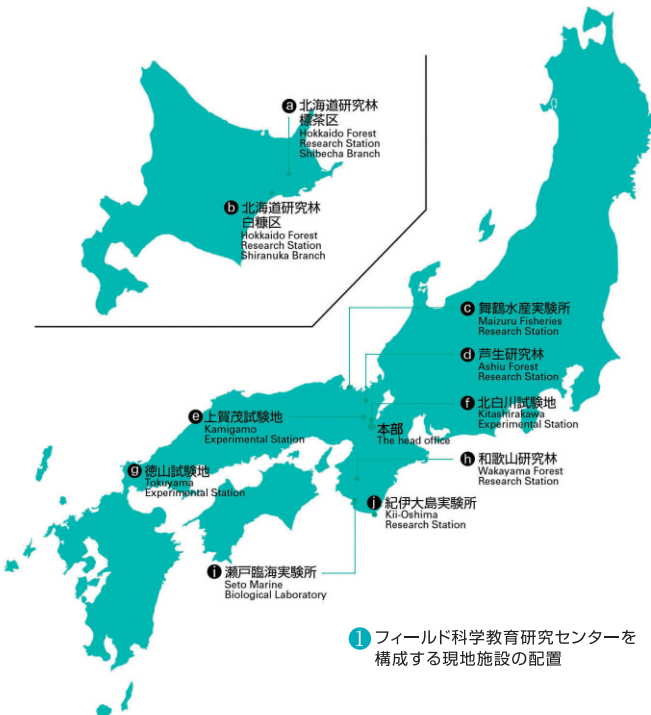 a 北海道研究林
標茶区
Hokkaido Forest
Research Station
Shibecha Branch
b 北海道研究林
白糠区
Hokkaido Forest
Research Station
Shiranuka Branch
c 舞鶴水産実験所
Maizuru Fisheries
Research Station
d 芦生研究林
Ashiu Forest
Research Station
e 上賀茂試験地
Kamigamo
Experimental Station
f 北白川試験地
Kitashirakawa
Experimental Station
本部
The head office
g 徳山試験地
Tokuyama
Experimental Station
h 和歌山研究林
Wakayama Forest
Research Station
j 紀伊大島実験所
Kii-Oshima
Research Station
i 瀬戸臨海実験所
Seto Marine
Biological Laboratory
1 フィールド科学教育研究センターを
構成する現地施設の配置